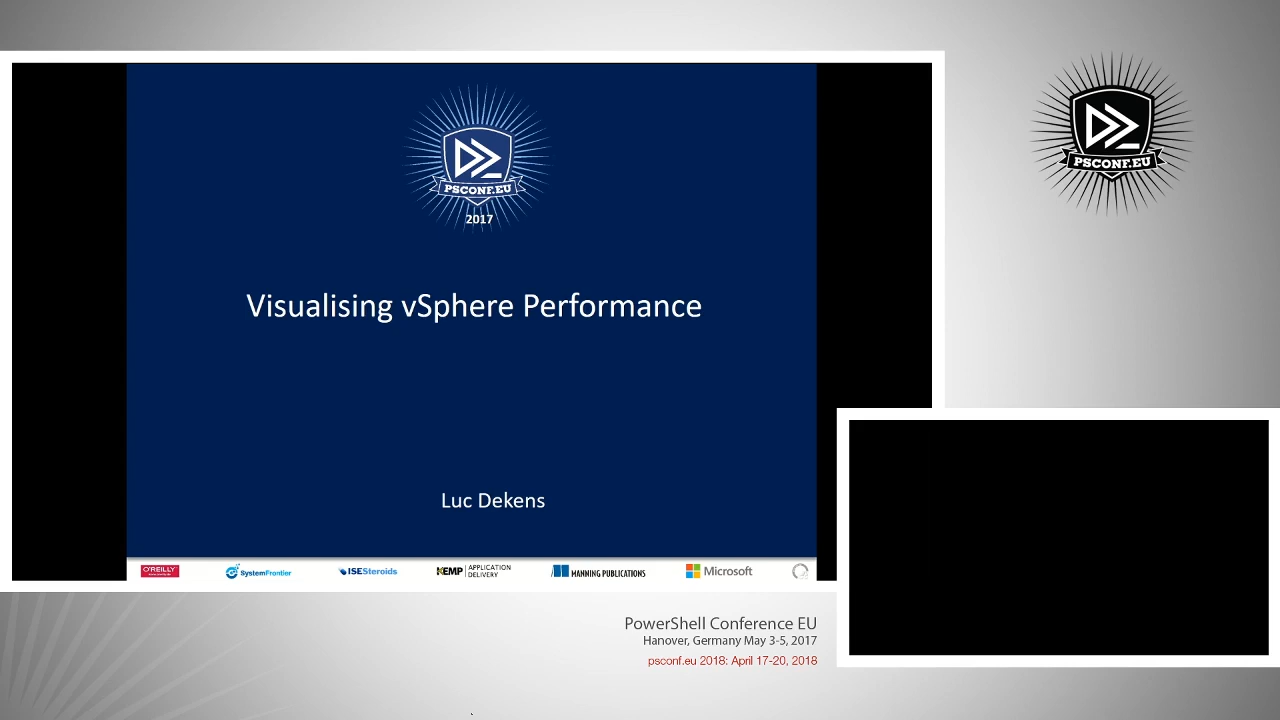 PSCONF.EU
2017
Visualising vSphere Performance
Luc Dekens
O'REILLY
SystemFrontier
ISESteroids
KEMP APPLICATION DELIVERY
MANNING PUBLICATIONS
Microsoft
PSCONF.EU
PowerShell Conference EU
Hanover, Germany May 3-5, 2017
psconf.eu 2018: April 17-20, 2018